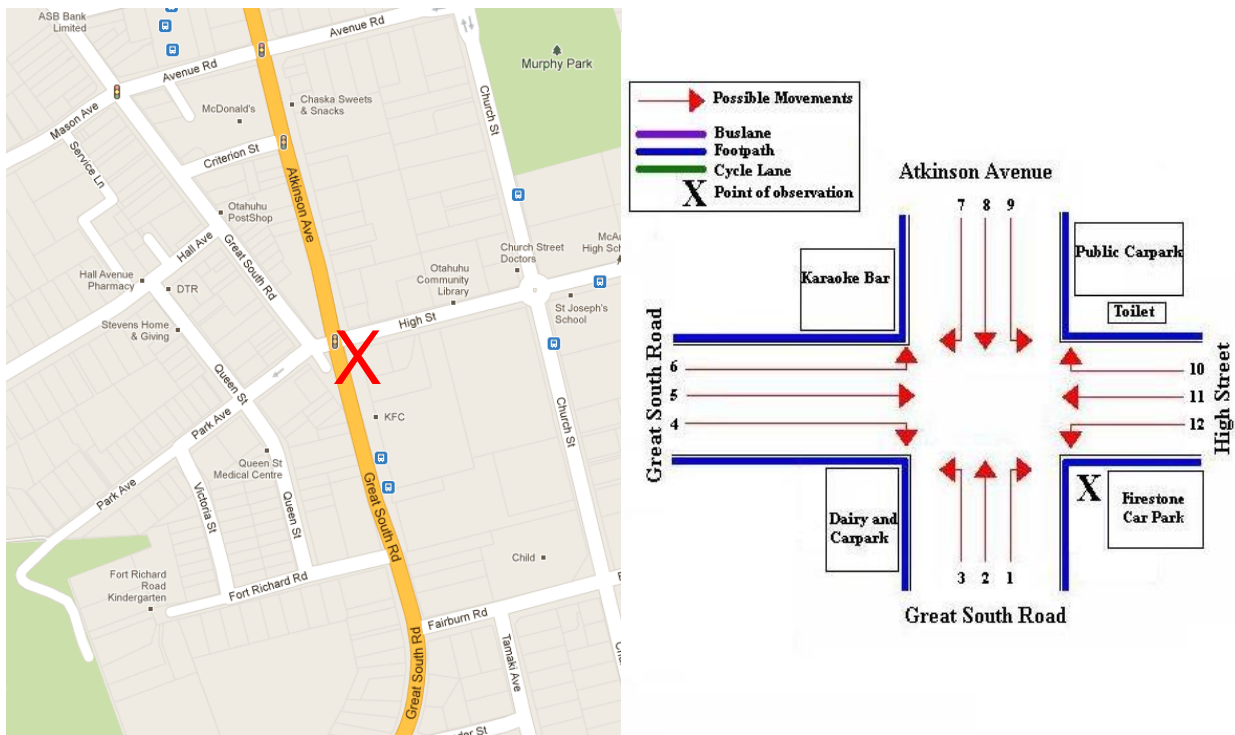 ASB Bank
Limited
Avenue Rd
Avenue Rd
Murphy Park
Mason Ave
McDonald's
Chaska Sweets
& Snacks
Church St
Service Ln
Criterion St
Atkinson Ave
Otahuhu
PostShop
Hall Ave
Great South Rd
Church Street
Doctors
High Sch
Hall Avenue
Pharmacy
DTR
Otahuhu
Community
Library
St Joseph's
School
High St
Stevens Home
& Giving
Queen St
Park Ave
KFC
Church St
Queen St
Medical Centre
Park Ave
Victoria St
Queen St
Great South Rd
Child
Fort Richard
Road
Kindergarten
Fort Richard Rd
Fairburn Rd
Tamaki Ave
Great South Rd
X
Possible Movements
Buslane
Footpath
Cycle Lane
X Point of observation
Atkinson Avenue
7 8 9
Karaoke Bar
Public Carpark
Toilet
Great South Road
6
5
4
10
11
12
High Street
Dairy and
Carpark
X
Firestone
Car Park
3 2 1
Great South Road